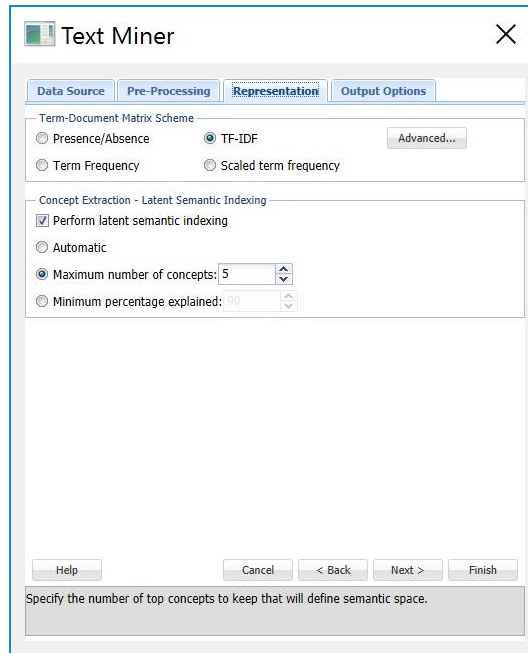 Text Miner
Data Source Pre-Processing Representation Output Options
Term-Document Matrix Scheme
Presence/Absence TF-IDF Advanced...
Term Frequency Scaled term frequency
Concept Extraction - Latent Semantic Indexing
Perform latent semantic indexing
Automatic
Maximum number of concepts: 5
Minimum percentage explained: 90
Help Cancel < Back Next > Finish
Specify the number of top concepts to keep that will define semantic space.